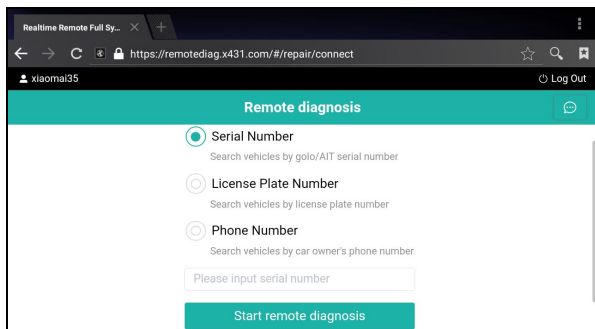 Realtime Remote Full Sy...
https://remotediag.x431.com/#/repair/connect
xiaomai35
Log Out
Remote diagnosis
Serial Number
Search vehicles by golo/AIT serial number
License Plate Number
Search vehicles by license plate number
Phone Number
Search vehicles by car owner's phone number
Please input serial number
Start remote diagnosis